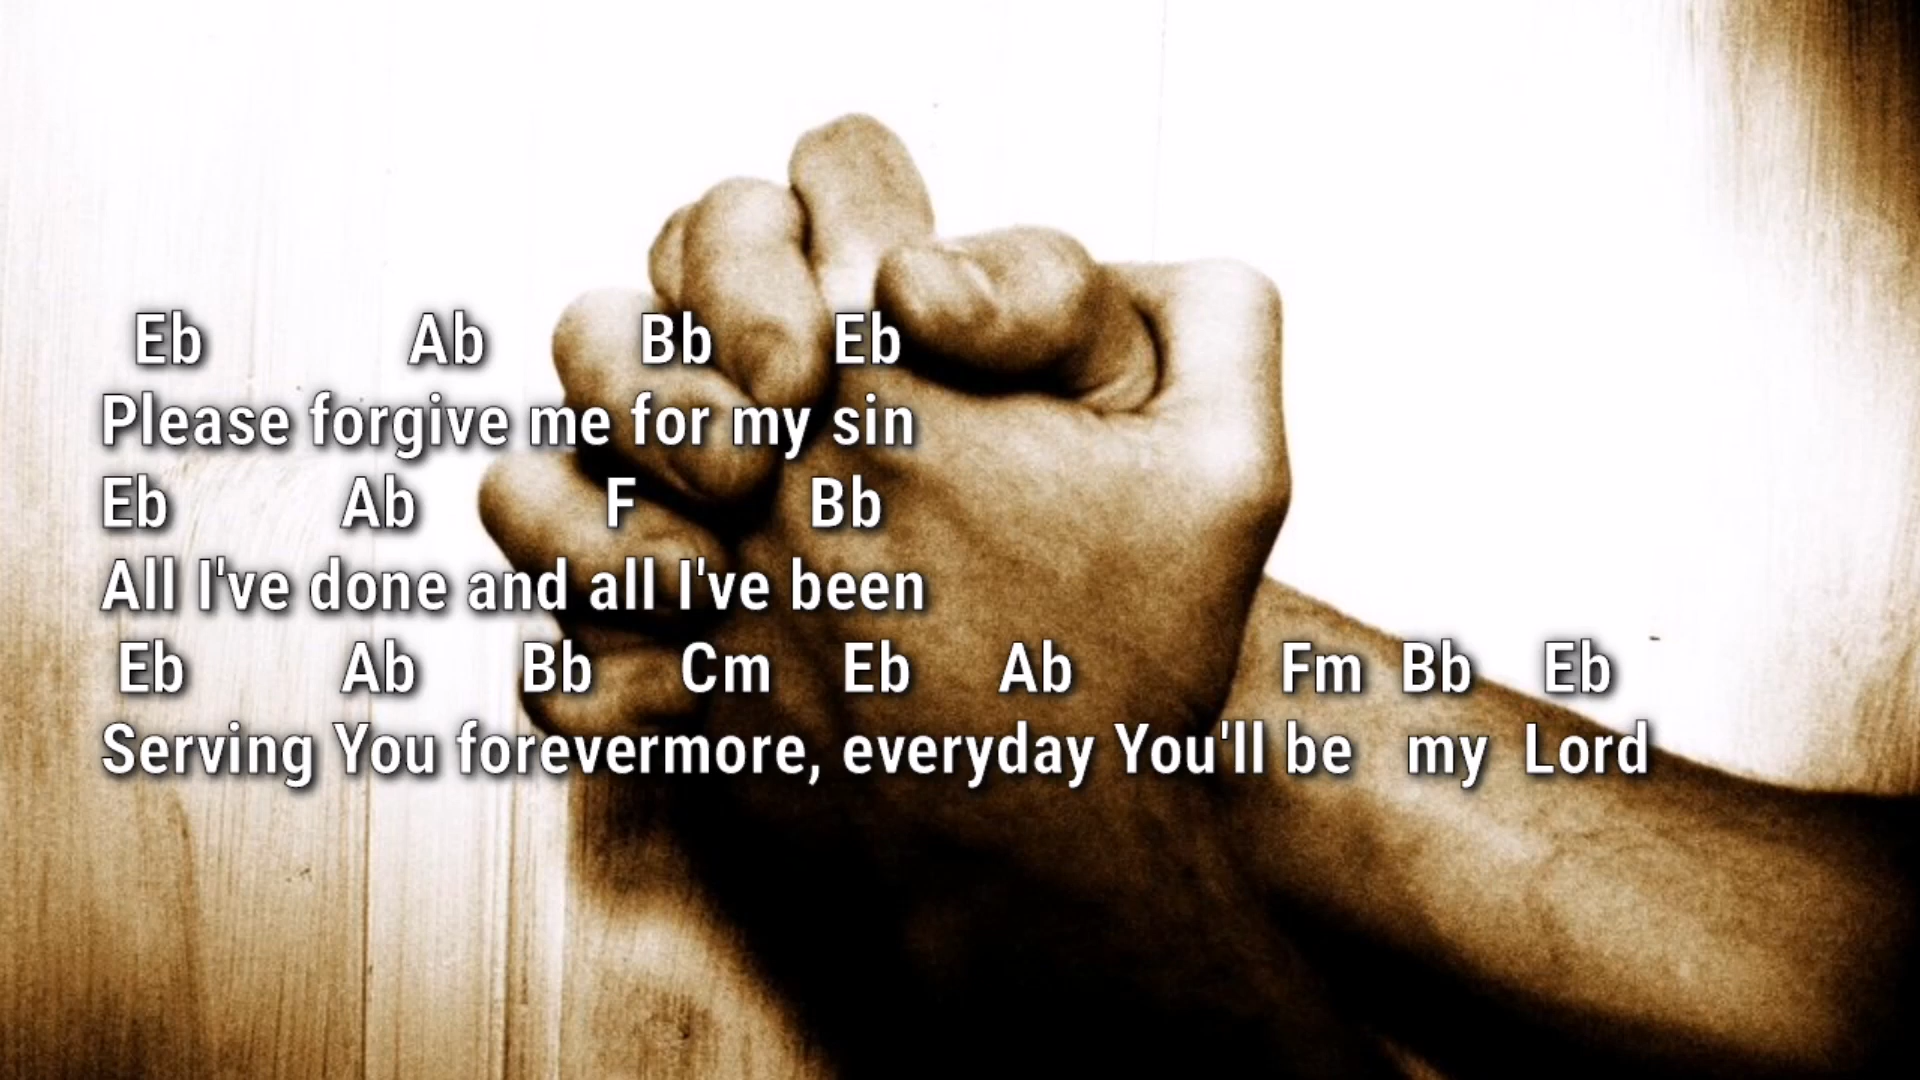 Eb Ab Bb Eb
Please forgive me for my sin
Eb Ab F Bb
All I've done and all I've been
Eb Ab Bb Cm Eb Ab Fm Bb Eb
Serving You forevermore, everyday You'll be my Lord